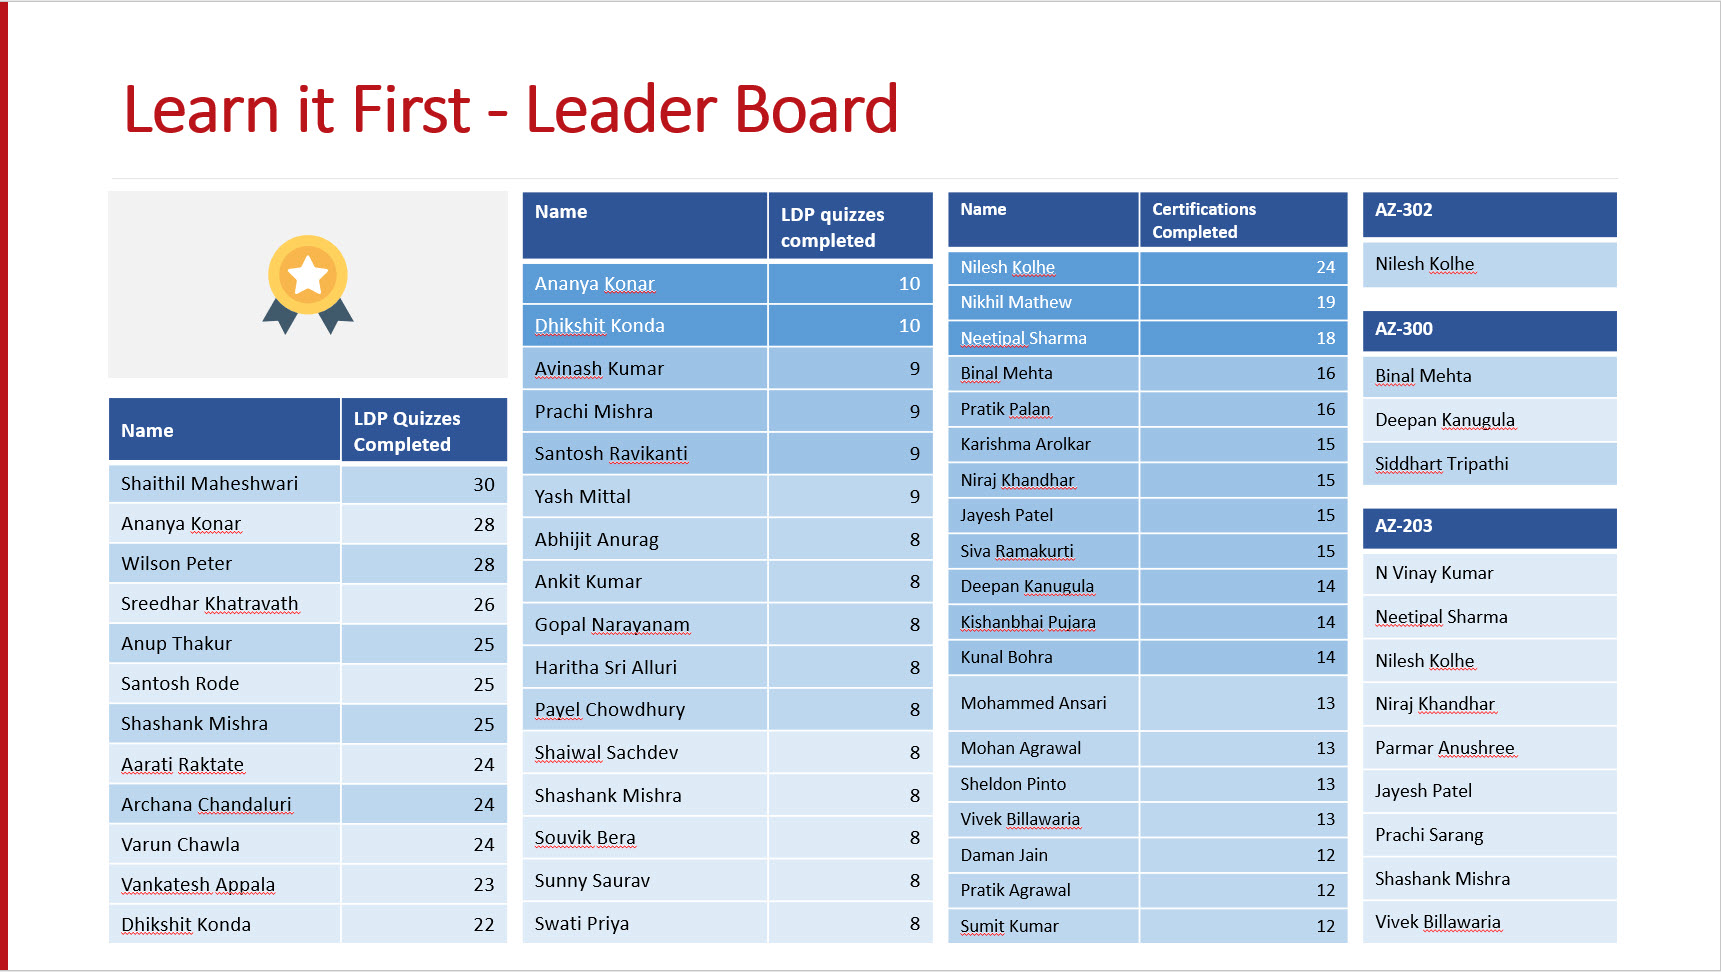 Learn it First - Leader Board
Name LDP Quizzes Completed
Shaithil Maheshwari 30
Ananya Konar 28
Wilson Peter 28
Sreedhar Khatravath 26
Anup Thakur 25
Santosh Rode 25
Shashank Mishra 25
Aarati Raktate 24
Archana Chandaluri 24
Varun Chawla 24
Vankatesh Appala 23
Dhikshit Konda 22
Name LDP quizzes completed
Ananya Konar 10
Dhikshit Konda 10
Avinash Kumar 9
Prachi Mishra 9
Santosh Ravikanti 9
Yash Mittal 9
Abhijit Anurag 8
Ankit Kumar 8
Gopal Narayanam 8
Haritha Sri Alluri 8
Payel Chowdhury 8
Shaiwal Sachdev 8
Shashank Mishra 8
Souvik Bera 8
Sunny Saurav 8
Swati Priya 8
Name Certifications Completed
Nilesh Kolhe 24
Nikhil Mathew 19
Neetipal Sharma 18
Binal Mehta 16
Pratik Palan 16
Karishma Arolkar 15
Niraj Khandhar 15
Jayesh Patel 15
Siva Ramakurti 15
Deepan Kanugula 14
Kishanbhai Pujara 14
Kunal Bohra 14
Mohammed Ansari 13
Mohan Agrawal 13
Sheldon Pinto 13
Vivek Billawaria 13
Daman Jain 12
Pratik Agrawal 12
Sumit Kumar 12
AZ-302
Nilesh Kolhe
AZ-300
Binal Mehta
Deepan Kanugula
Siddhart Tripathi
AZ-203
N Vinay Kumar
Neetipal Sharma
Nilesh Kolhe
Niraj Khandhar
Parmar Anushree
Jayesh Patel
Prachi Sarang
Shashank Mishra
Vivek Billawaria